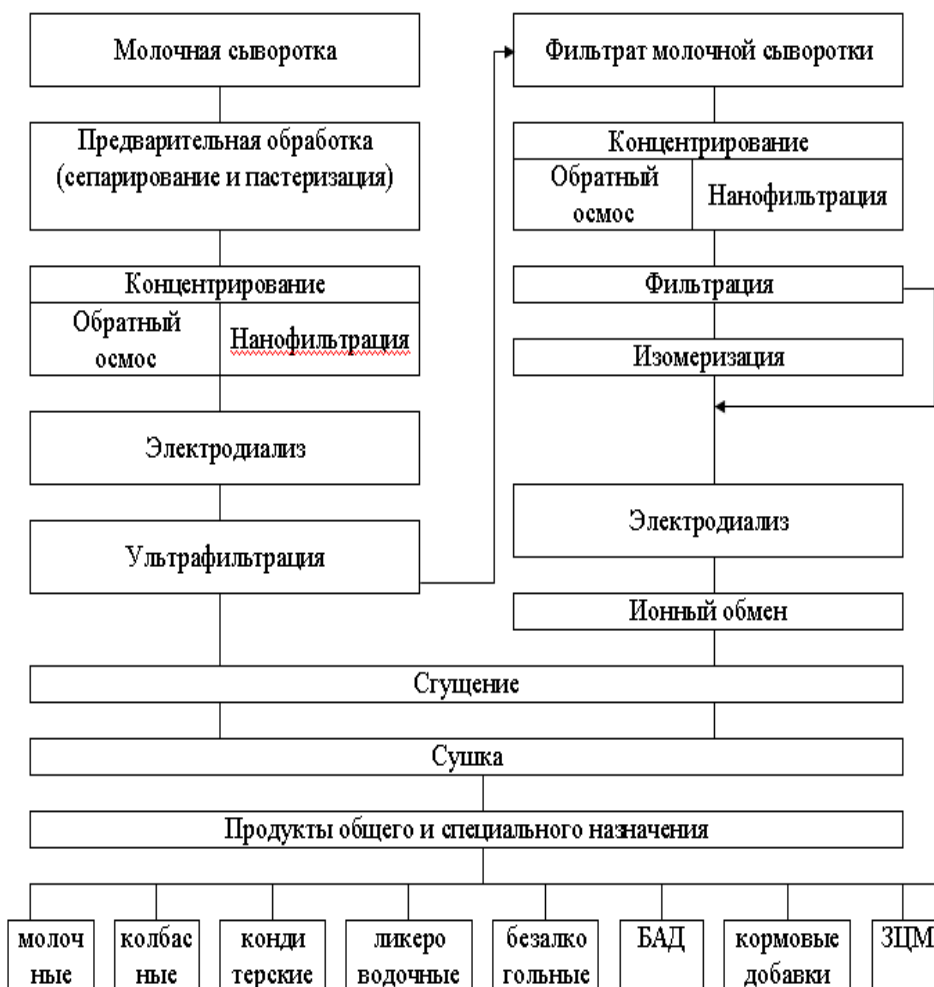 Молочная сыворотка
Предварительная обработка
(сепарирование и пастеризация)
Концентрирование
Обратный
осмос
Нанофильтрация
Электродиализ
Ультрафильтрация
Фильтрат молочной сыворотки
Концентрирование
Обратный
осмос
Нанофильтрация
Фильтрация
Изомеризация
Электродиализ
Ионный обмен
Сгущение
Сушка
Продукты общего и специального назначения
молоч
ные
колбас
ные
конди
терские
ликеро
водочные
безалко
гольные
БАД
кормовые
добавки
ЗЦМ